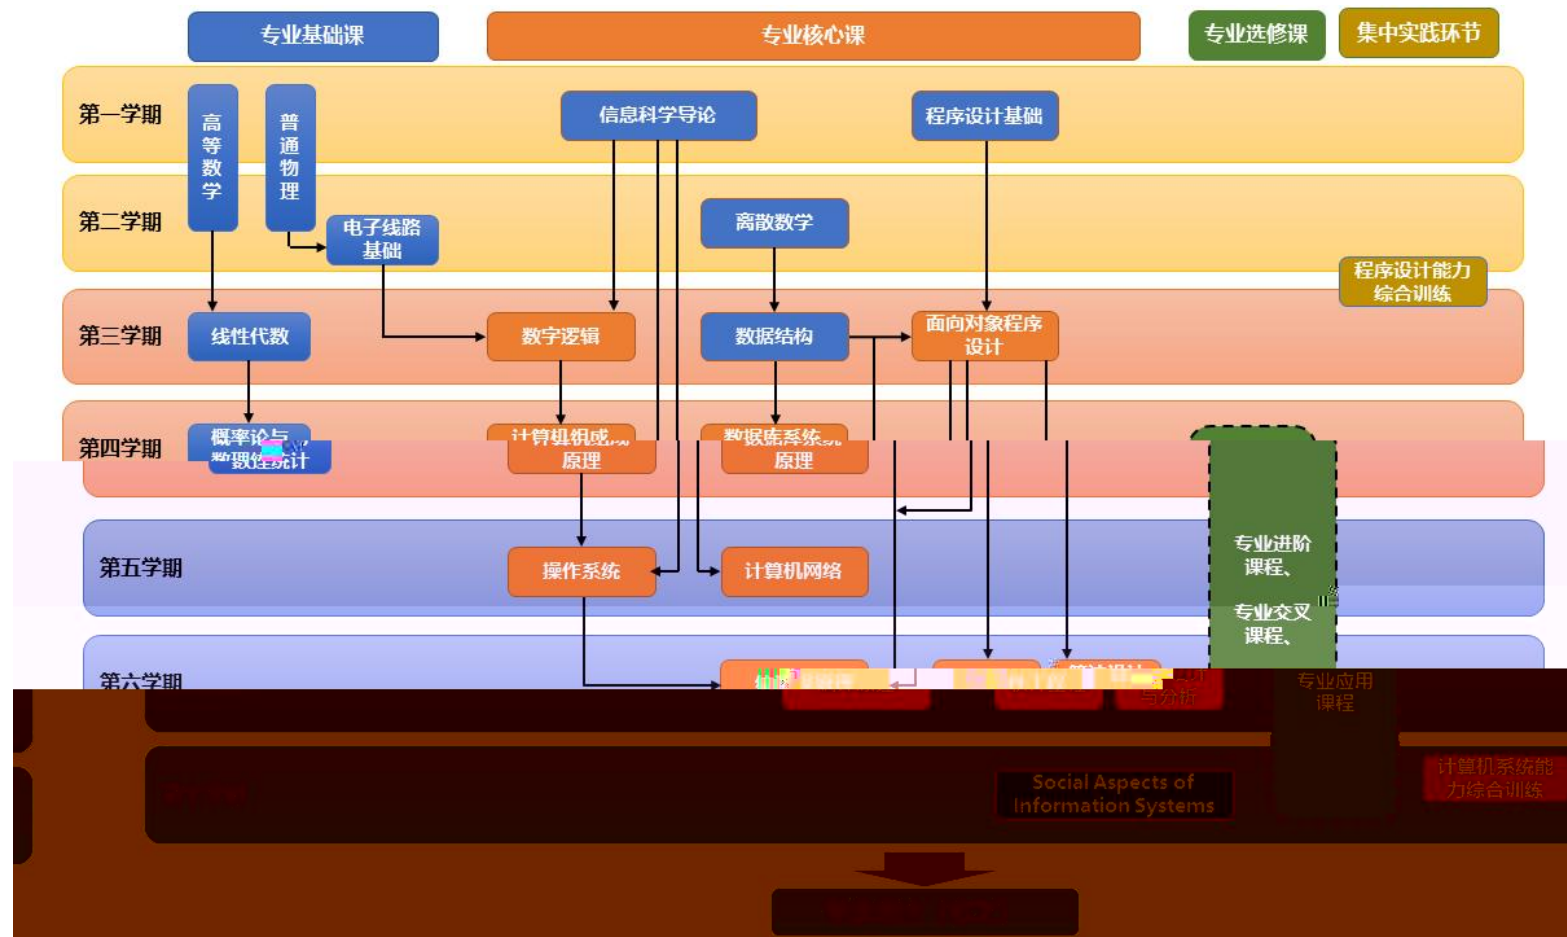 专业基础课
专业核心课
专业选修课
集中实践环节
第一学期
高等数学
普通物理
信息科学导论
程序设计基础
第二学期
电子线路
基础
离散数学
程序设计能力
综合训练
第三学期
线性代数
数字逻辑
数据结构
面向对象程序
设计
第四学期
概率论与
数理统计
计算机组成
原理
数据库系统
原理
第五学期
操作系统
计算机网络
专业进阶
课程、
专业交叉
课程、
第六学期
算法设计
与分析
专业应用
课程
Social Aspects of
Information Systems
计算机系统能
力综合训练